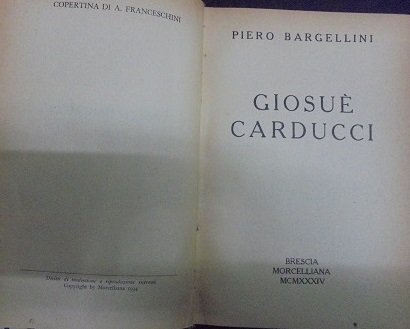 COPERTINA DI A. FRANCESCHINI
Diritti di traduzione e riproduzione riservati
Copyright by Morcelliana 1934
PIERO BARGELLINI
GIOSUÈ
CARDUCCI
BRESCIA
MORCELLIANA
MCMXXXIV